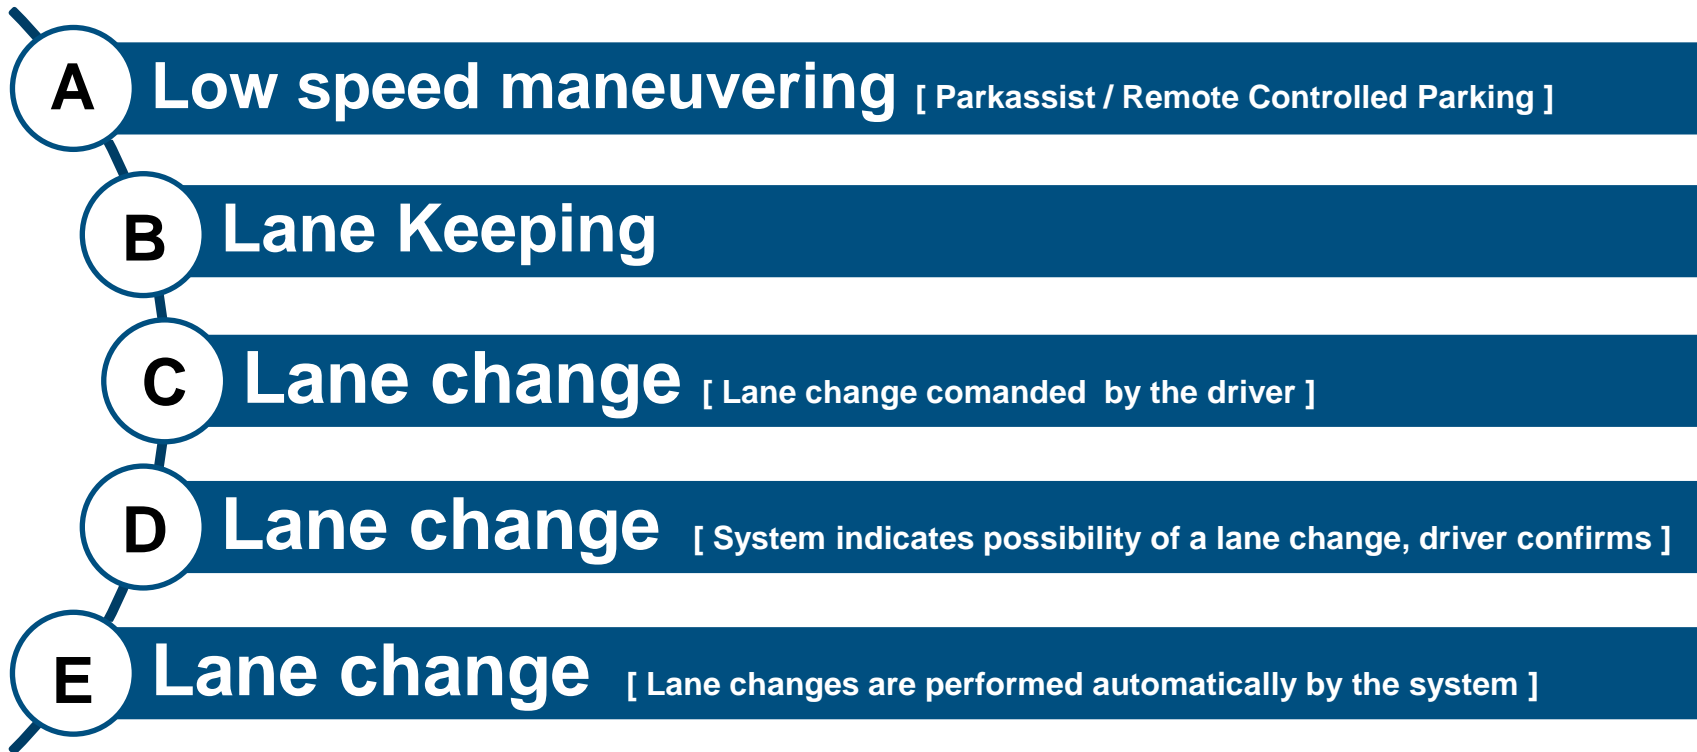 A Low speed maneuvering [ Parkassist / Remote Controlled Parking ]
B Lane Keeping
C Lane change [ Lane change comanded  by the driver ]
D Lane change [ System indicates possibility of a lane change, driver confirms ]
E Lane change [ Lane changes are performed automatically by the system ]